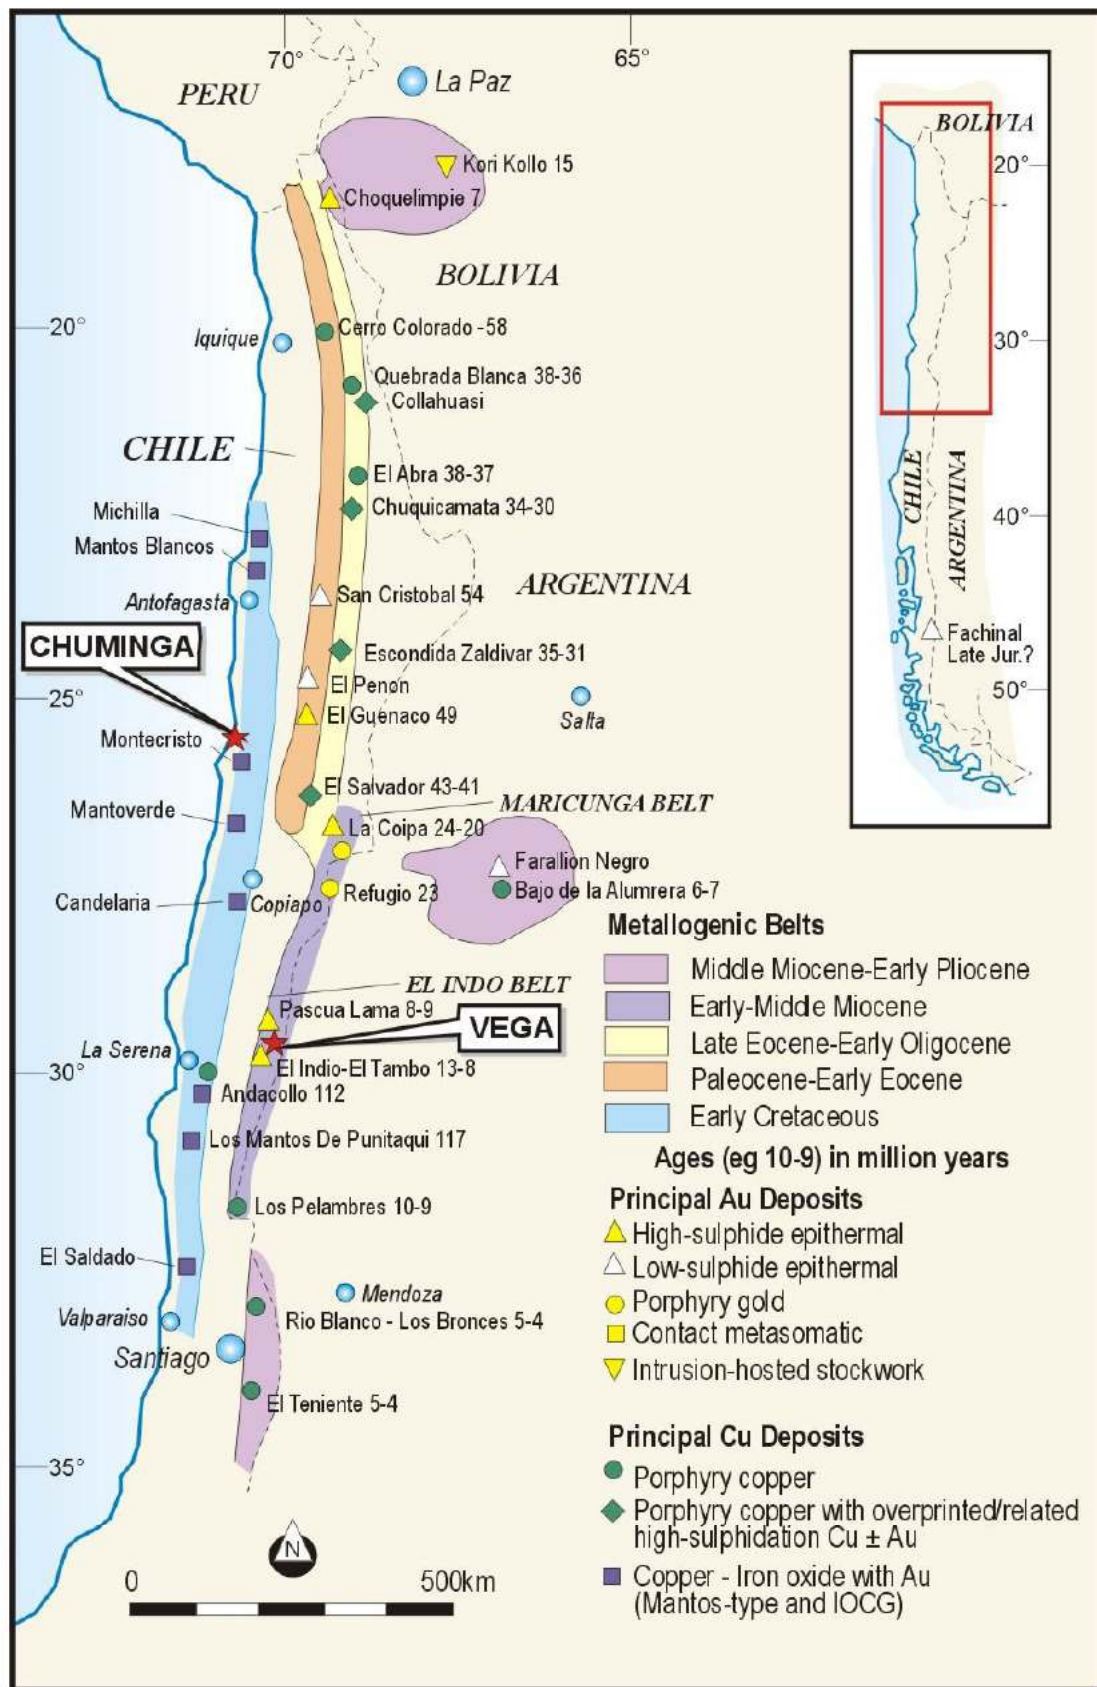 70°
65°
PERU
La Paz
Kori Kollo 15
Choquelimpie 7
BOLIVIA
20°
Iquique
Cerro Colorado -58
Quebrada Blanca 38-36
Collahuasi
CHILE
El Abra 38-37
Chuquicamata 34-30
Michilla
Mantos Blancos
Antofagasta
San Cristobal 54
ARGENTINA
CHUMINGA
Escondida Zaldivar 35-31
El Penon
25°
El Guenaco 49
Salta
Montecristo
El Salvador 43-41
MARICUNGA BELT
Mantoverde
La Coipa 24-20
Farallion Negro
Bajo de la Alumrera 6-7
Refugio 23
Candelaria
Copiapo
EL INDO BELT
Pascua Lama 8-9
VEGA
La Serena
El Indio-El Tambo 13-8
30°
Andacollo 112
Los Mantos De Punitaqui 117
Los Pelambres 10-9
El Saldado
Mendoza
Valparaiso
Rio Blanco - Los Bronces 5-4
Santiago
El Teniente 5-4
35°
N
0
500km
BOLIVIA
20°
30°
CHILE
ARGENTINA
40°
Fachinal
Late Jur.?
50°
Metallogenic Belts
Middle Miocene-Early Pliocene
Early-Middle Miocene
Late Eocene-Early Oligocene
Paleocene-Early Eocene
Early Cretaceous
Ages (eg 10-9) in million years
Principal Au Deposits
High-sulphide epithermal
Low-sulphide epithermal
Porphyry gold
Contact metasomatic
Intrusion-hosted stockwork
Principal Cu Deposits
Porphyry copper
Porphyry copper with overprinted/related
high-sulphidation Cu ± Au
Copper - Iron oxide with Au
(Mantos-type and IOCG)